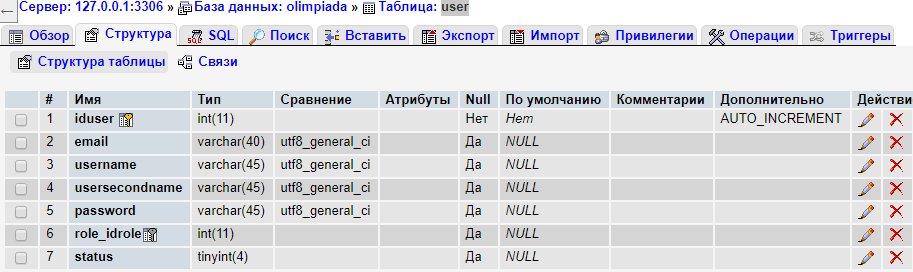 Сервер: 127.0.0.1:3306 » База данных: olimpiada » Таблица: user
Обзор Структура SQL Поиск Вставить Экспорт Импорт Привилегии Операции Триггеры
Структура таблицы Связи
# Имя Тип Сравнение Атрибуты Null По умолчанию Комментарии Дополнительно Действи
1 iduser int(11) Нет Нет AUTO_INCREMENT
2 email varchar(40) utf8_general_ci Да NULL
3 username varchar(45) utf8_general_ci Да NULL
4 usersecondname varchar(45) utf8_general_ci Да NULL
5 password varchar(45) utf8_general_ci Да NULL
6 role_idrole int(11) Да NULL
7 status tinyint(4) Да NULL